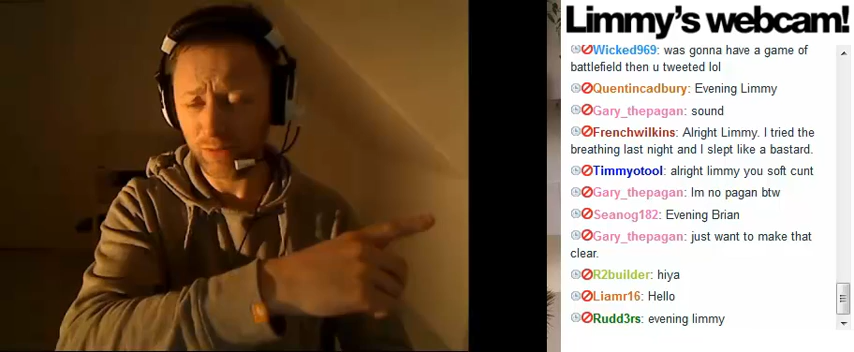 Limmy's webcam!
Wicked969: was gonna have a game of
battlefield then u tweeted lol
Quentincadbury: Evening Limmy
Gary_thepagan: sound
Frenchwilkins: Alright Limmy. I tried the
breathing last night and I slept like a bastard.
Timmyotool: alright limmy you soft cunt
Gary_thepagan: Im no pagan btw
Seanog182: Evening Brian
Gary_thepagan: just want to make that
clear.
R2builder: hiya
Liamr16: Hello
Rudd3rs: evening limmy